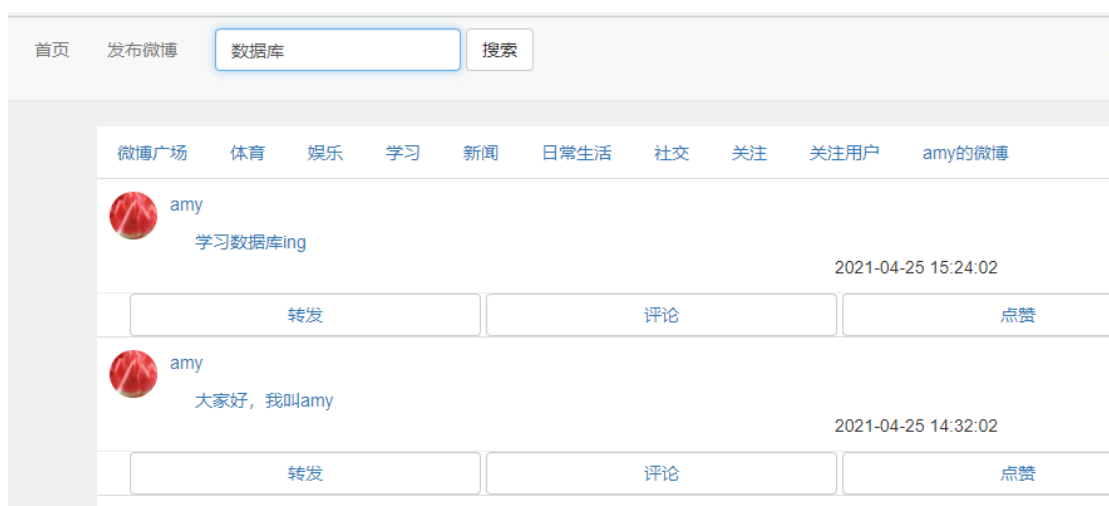 首页 发布微博 数据库 搜索
微博广场 体育 娱乐 学习 新闻 日常生活 社交 关注 关注用户 amy的微博
amy
学习数据库ing
2021-04-25 15:24:02
转发 评论 点赞
amy
大家好，我叫amy
2021-04-25 14:32:02
转发 评论 点赞